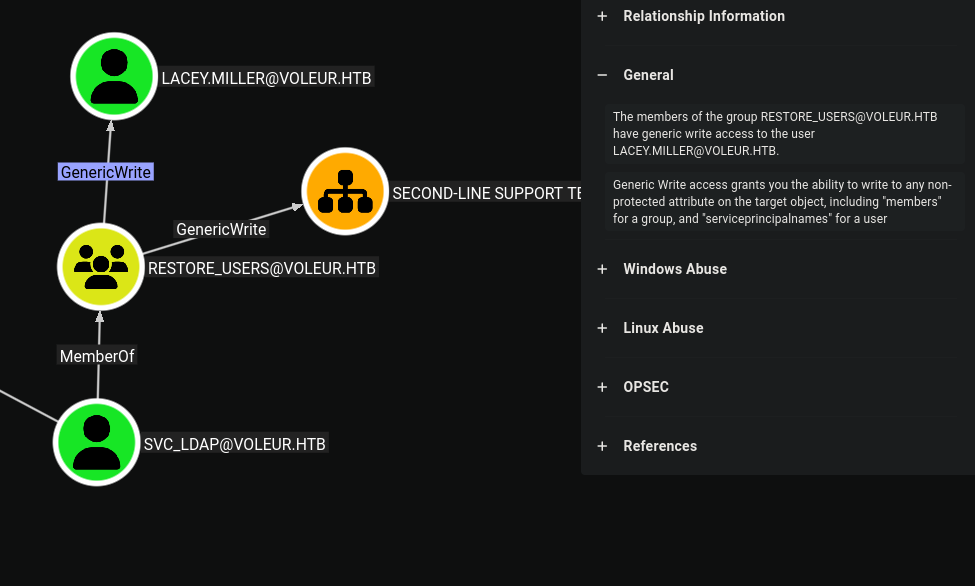 LACEY.MILLER@VOLEUR.HTB
GenericWrite
SECOND-LINE SUPPORT TE
GenericWrite
RESTORE_USERS@VOLEUR.HTB
MemberOf
SVC_LDAP@VOLEUR.HTB
+ Relationship Information
− General
The members of the group RESTORE_USERS@VOLEUR.HTB
have generic write access to the user
LACEY.MILLER@VOLEUR.HTB.
Generic Write access grants you the ability to write to any non-
protected attribute on the target object, including "members"
for a group, and "serviceprincipalnames" for a user
+ Windows Abuse
+ Linux Abuse
+ OPSEC
+ References